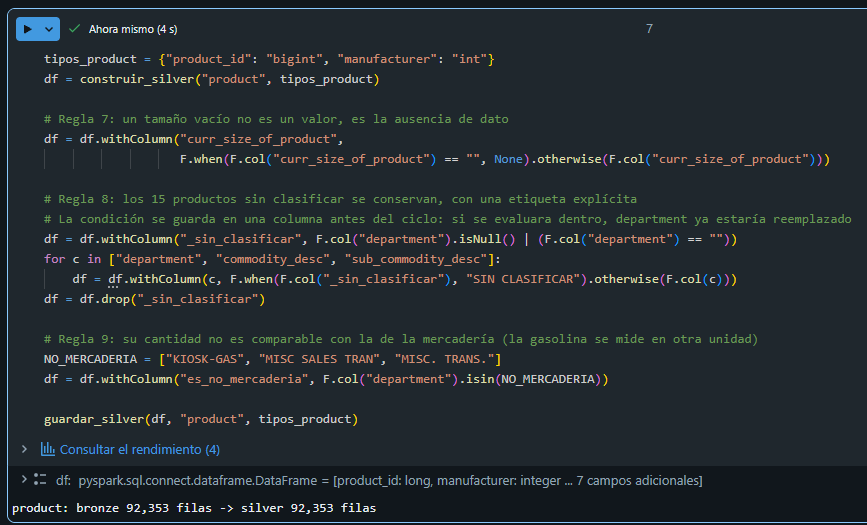 Ahora mismo (4 s)
7
tipos_product = {"product_id": "bigint", "manufacturer": "int"}
df = construir_silver("product", tipos_product)
# Regla 7: un tamaño vacío no es un valor, es la ausencia de dato
df = df.withColumn("curr_size_of_product",
F.when(F.col("curr_size_of_product") == "", None).otherwise(F.col("curr_size_of_product")))
# Regla 8: los 15 productos sin clasificar se conservan, con una etiqueta explícita
# La condición se guarda en una columna antes del ciclo: si se evaluara dentro, department ya estaría reemplazado
df = df.withColumn("_sin_clasificar", F.col("department").isNull() | (F.col("department") == ""))
for c in ["department", "commodity_desc", "sub_commodity_desc"]:
df = df.withColumn(c, F.when(F.col("_sin_clasificar"), "SIN CLASIFICAR").otherwise(F.col(c)))
df = df.drop("_sin_clasificar")
# Regla 9: su cantidad no es comparable con la de la mercadería (la gasolina se mide en otra unidad)
NO_MERCADERIA = ["KIOSK-GAS", "MISC SALES TRAN", "MISC. TRANS."]
df = df.withColumn("es_no_mercaderia", F.col("department").isin(NO_MERCADERIA))
guardar_silver(df, "product", tipos_product)
Consultar el rendimiento (4)
df: pyspark.sql.connect.dataframe.DataFrame = [product_id: long, manufacturer: integer ... 7 campos adicionales]
product: bronze 92,353 filas -> silver 92,353 filas